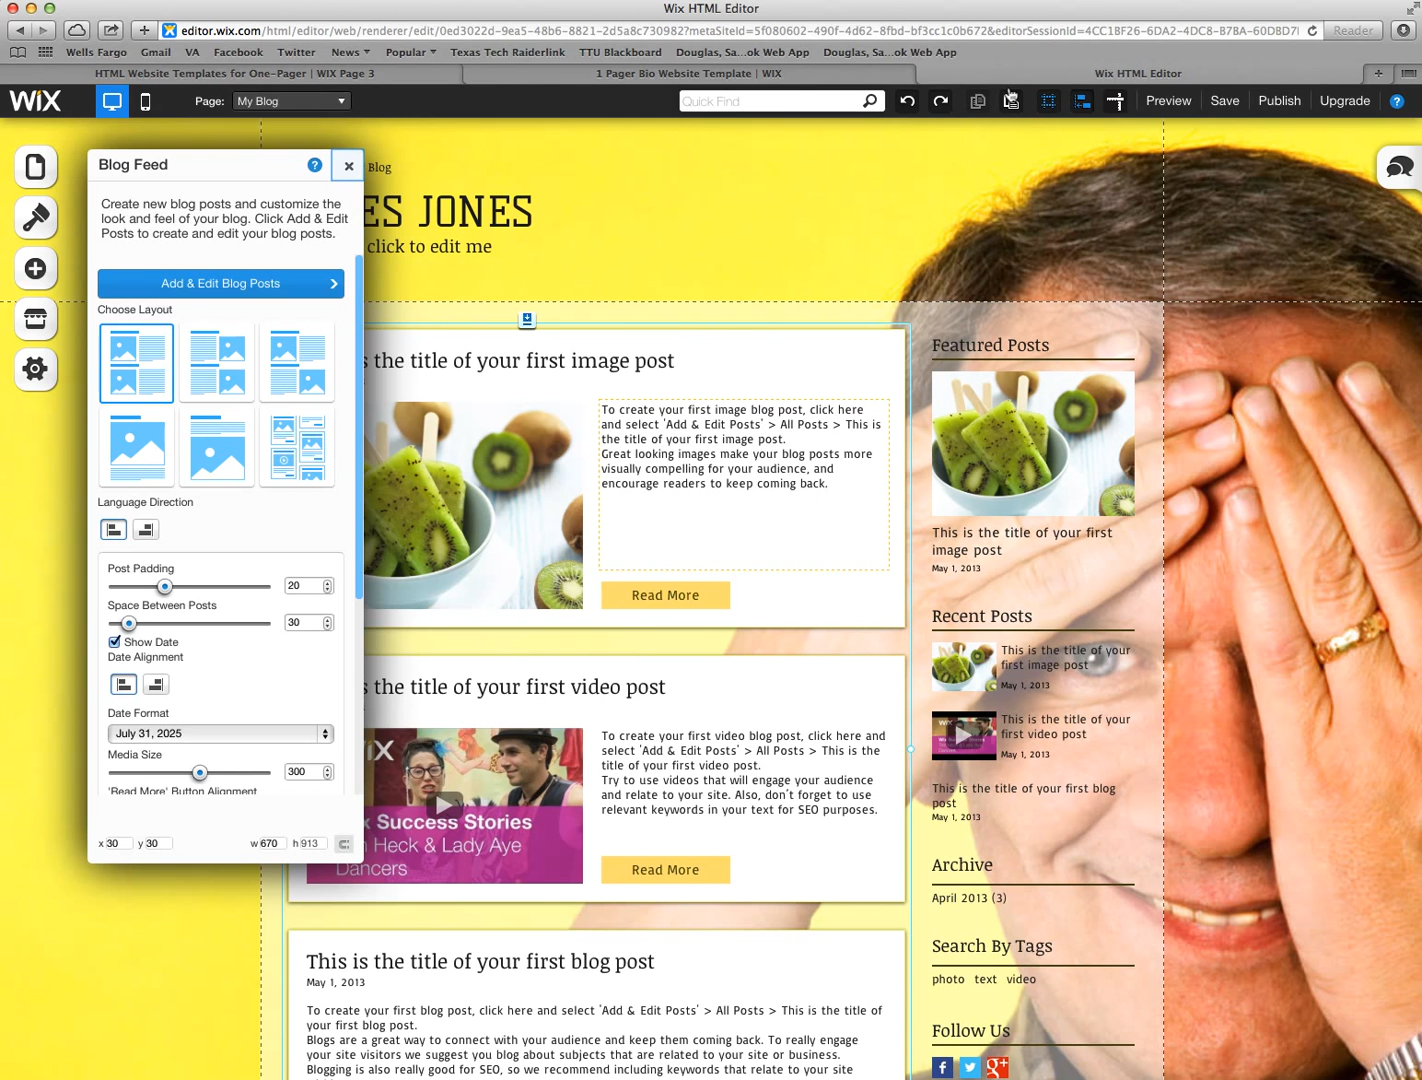 Wix HTML Editor
editor.wix.com/html/editor/web/renderer/edit/0ed3022d-9ea5-48b6-8821-2d5a8c730982?metaSiteId=5f080602-490f-4d62-8fbd-bf3cc1c0b672&editorSessionId=4CC1BF26-6DA2-4DC8-B7BA-60DBD7
Reader
Wells Fargo Gmail VA Facebook Twitter News Popular Texas Tech Raiderlink TTU Blackboard Douglas, Sa...ok Web App Douglas, Sa...ok Web App
HTML Website Templates for One-Pager | WIX Page 3
1 Pager Bio Website Template | WIX
Wix HTML Editor
WiX
Page: My Blog
Quick Find
Preview Save Publish Upgrade ?
Blog Feed ? x
Create new blog posts and customize the
look and feel of your blog. Click Add & Edit
Posts to create and edit your blog posts.
Add & Edit Blog Posts
Choose Layout
Language Direction
Post Padding
20
Space Between Posts
30
Show Date
Date Alignment
Date Format
July 31, 2025
Media Size
300
'Read More' Button Alignment
x 30 y 30 w 670 h 913
Blog
ES JONES
click to edit me
s the title of your first image post
To create your first image blog post, click here
and select 'Add & Edit Posts' > All Posts > This is
the title of your first image post.
Great looking images make your blog posts more
visually compelling for your audience, and
encourage readers to keep coming back.
Read More
s the title of your first video post
WiX
x Success Stories
Heck & Lady Aye
Dancers
To create your first video blog post, click here and
select 'Add & Edit Posts' > All Posts > This is the
title of your first video post.
Try to use videos that will engage your audience
and relate to your site. Also, don't forget to use
relevant keywords in your text for SEO purposes.
Read More
This is the title of your first blog post
May 1, 2013
To create your first blog post, click here and select 'Add & Edit Posts' > All Posts > This is the title of
your first blog post.
Blogs are a great way to connect with your audience and keep them coming back. To really engage
your site visitors we suggest you blog about subjects that are related to your site or business.
Blogging is also really good for SEO, so we recommend including keywords that relate to your site
Featured Posts
This is the title of your first
image post
May 1, 2013
Recent Posts
This is the title of your
first image post
May 1, 2013
This is the title of your
first video post
May 1, 2013
This is the title of your first blog
post
May 1, 2013
Archive
April 2013 (3)
Search By Tags
photo text video
Follow Us